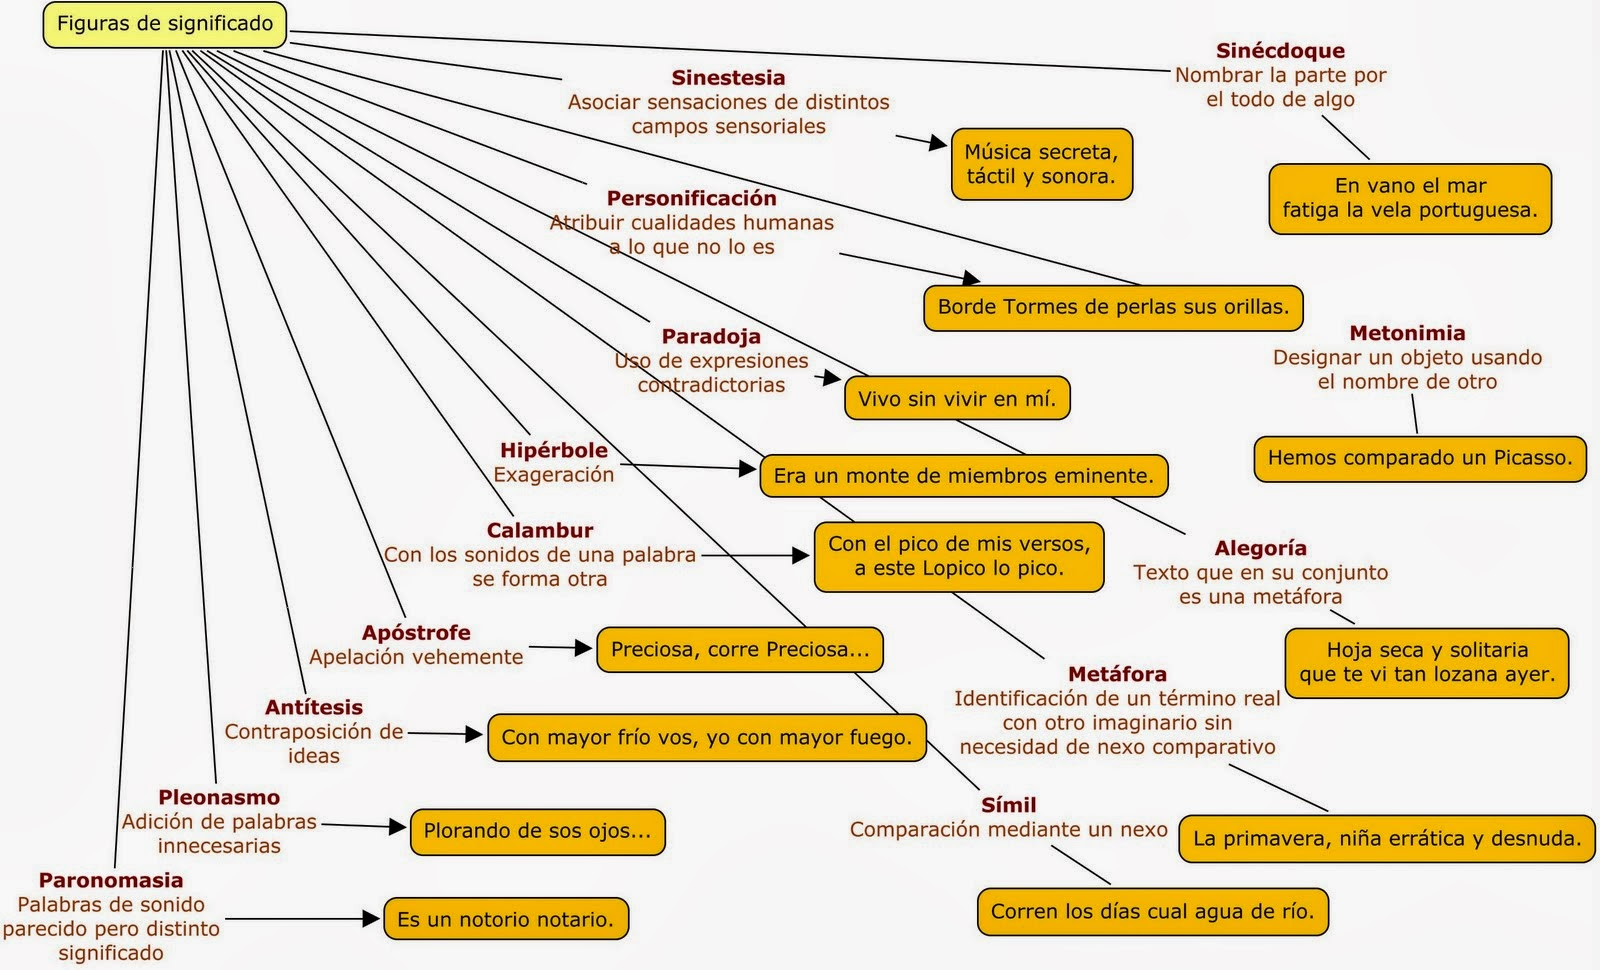 Figuras de significado
Sinécdoque
Nombrar la parte por
el todo de algo
En vano el mar
fatiga la vela portuguesa.
Sinestesia
Asociar sensaciones de distintos
campos sensoriales
Música secreta,
táctil y sonora.
Personificación
Atribuir cualidades humanas
a lo que no lo es
Borde Tormes de perlas sus orillas.
Metonimia
Designar un objeto usando
el nombre de otro
Hemos comparado un Picasso.
Paradoja
Uso de expresiones
contradictorias
Vivo sin vivir en mí.
Hipérbole
Exageración
Era un monte de miembros eminente.
Calambur
Con los sonidos de una palabra
se forma otra
Con el pico de mis versos,
a este Lopico lo pico.
Alegoría
Texto que en su conjunto
es una metáfora
Hoja seca y solitaria
que te vi tan lozana ayer.
Apóstrofe
Apelación vehemente
Preciosa, corre Preciosa...
Metáfora
Identificación de un término real
con otro imaginario sin
necesidad de nexo comparativo
La primavera, niña errática y desnuda.
Antítesis
Contraposición de
ideas
Con mayor frío vos, yo con mayor fuego.
Pleonasmo
Adición de palabras
innecesarias
Plorando de sos ojos...
Símil
Comparación mediante un nexo
Corren los días cual agua de río.
Paronomasia
Palabras de sonido
parecido pero distinto
significado
Es un notorio notario.